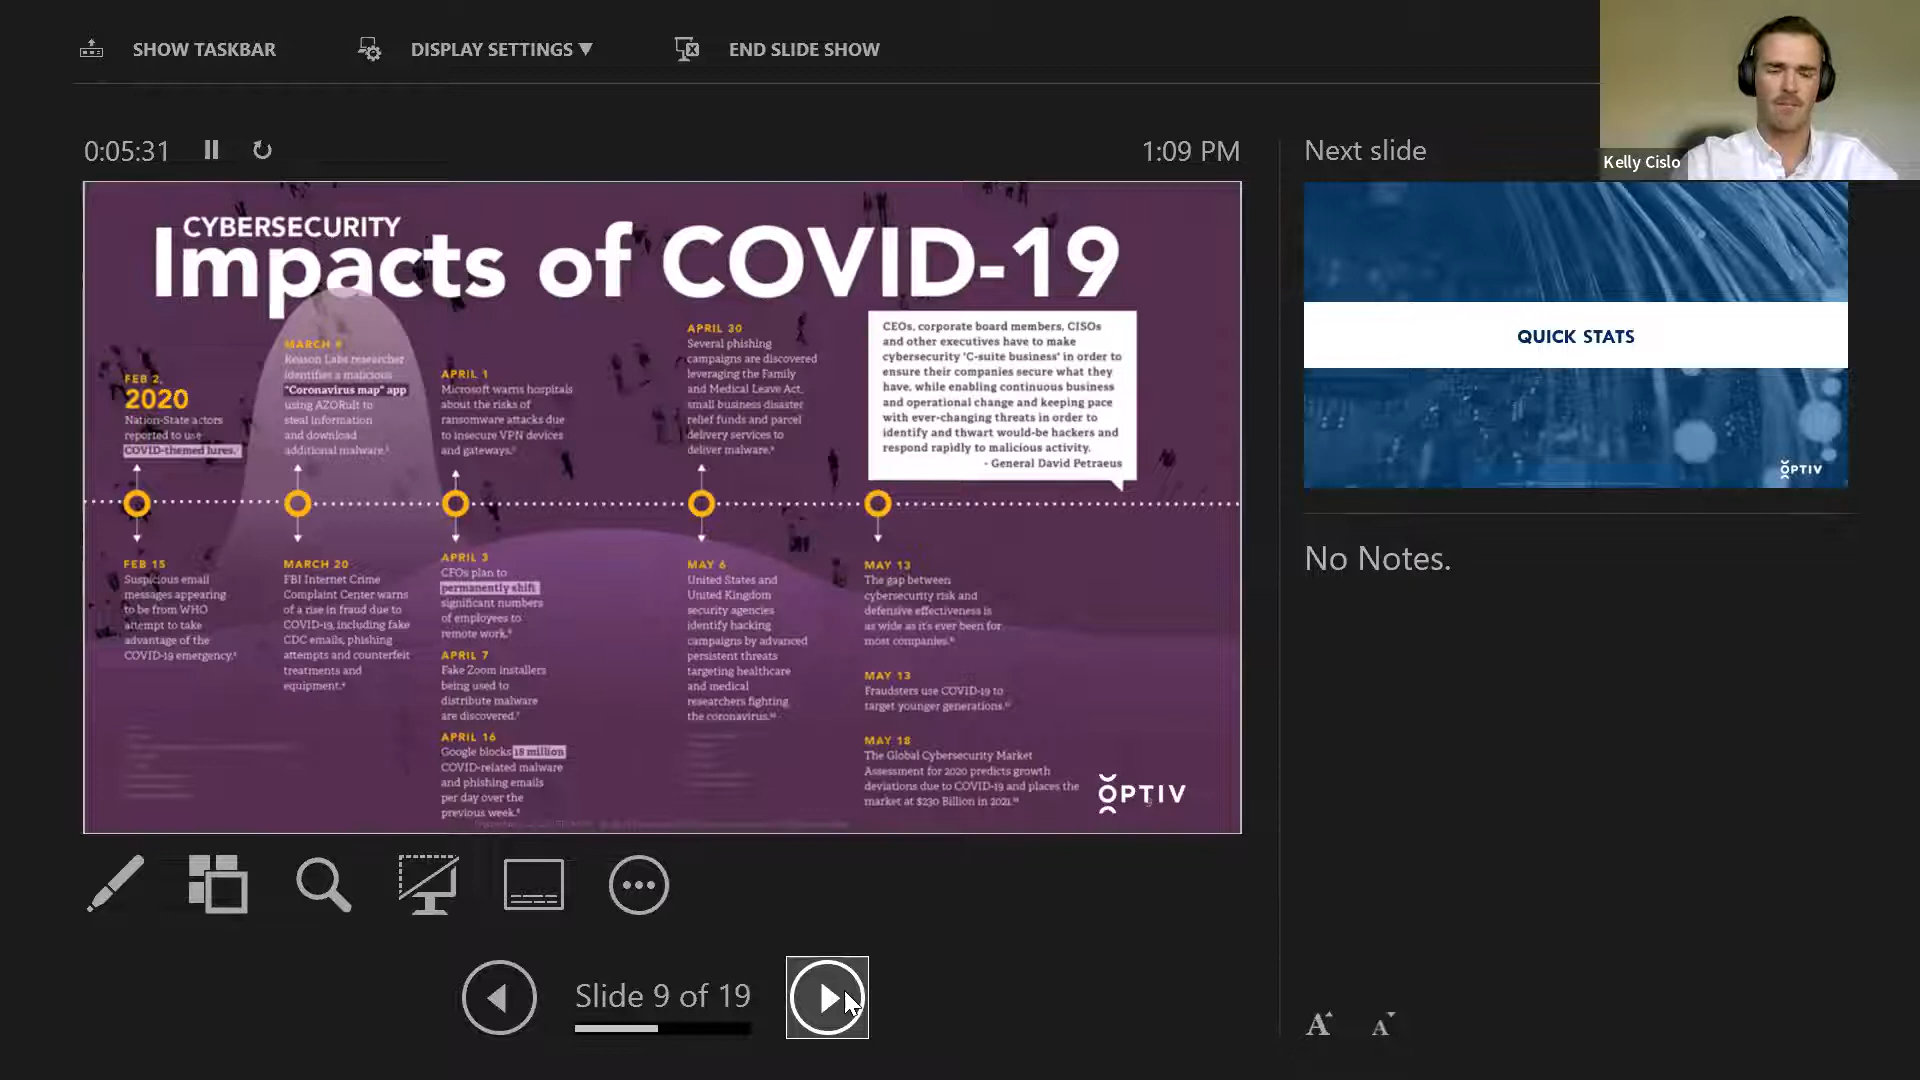 SHOW TASKBAR
DISPLAY SETTINGS ▼
END SLIDE SHOW
Kelly Cislo
0:05:31
1:09 PM
Next slide
CYBERSECURITY
Impacts of COVID-19
FEB 2,
2020
Nation-State actors
reported to use
COVID-themed lures.
FEB 15
Suspicious email
messages appearing
to be from WHO
attempt to take
advantage of the
COVID-19 emergency.
MARCH 9
Reason Labs researcher
identifies a malicious
"Coronavirus map" app
using AZORult to
steal information
and download
additional malware.
MARCH 20
FBI Internet Crime
Complaint Center warns
of a rise in fraud due to
COVID-19, including fake
CDC emails, phishing
attempts and counterfeit
treatments and
equipment.
APRIL 1
Microsoft warns hospitals
about the risks of
ransomware attacks due
to insecure VPN devices
and gateways.
APRIL 3
CFOs plan to
permanently shift
significant numbers
of employees to
remote work.
APRIL 7
Fake Zoom installers
being used to
distribute malware
are discovered.
APRIL 16
Google blocks 18 million
COVID-related malware
and phishing emails
per day over the
previous week.
APRIL 30
Several phishing
campaigns are discovered
leveraging the Family
and Medical Leave Act,
small business disaster
relief funds and parcel
delivery services to
deliver malware.
MAY 6
United States and
United Kingdom
security agencies
identify hacking
campaigns by advanced
persistent threats
targeting healthcare
and medical
researchers fighting
the coronavirus.
CEOs, corporate board members, CISOs
and other executives have to make
cybersecurity 'C-suite business' in order to
ensure their companies secure what they
have, while enabling continuous business
and operational change and keeping pace
with ever-changing threats in order to
identify and thwart would-be hackers and
respond rapidly to malicious activity.
- General David Petraeus
MAY 13
The gap between
cybersecurity risk and
defensive effectiveness is
as wide as it's ever been for
most companies.
MAY 13
Fraudsters use COVID-19 to
target younger generations.
MAY 18
The Global Cybersecurity Market
Assessment for 2020 predicts growth
deviations due to COVID-19 and places the
market at $230 Billion in 2021.
OPTIV
QUICK STATS
OPTIV
No Notes.
Slide 9 of 19
A A